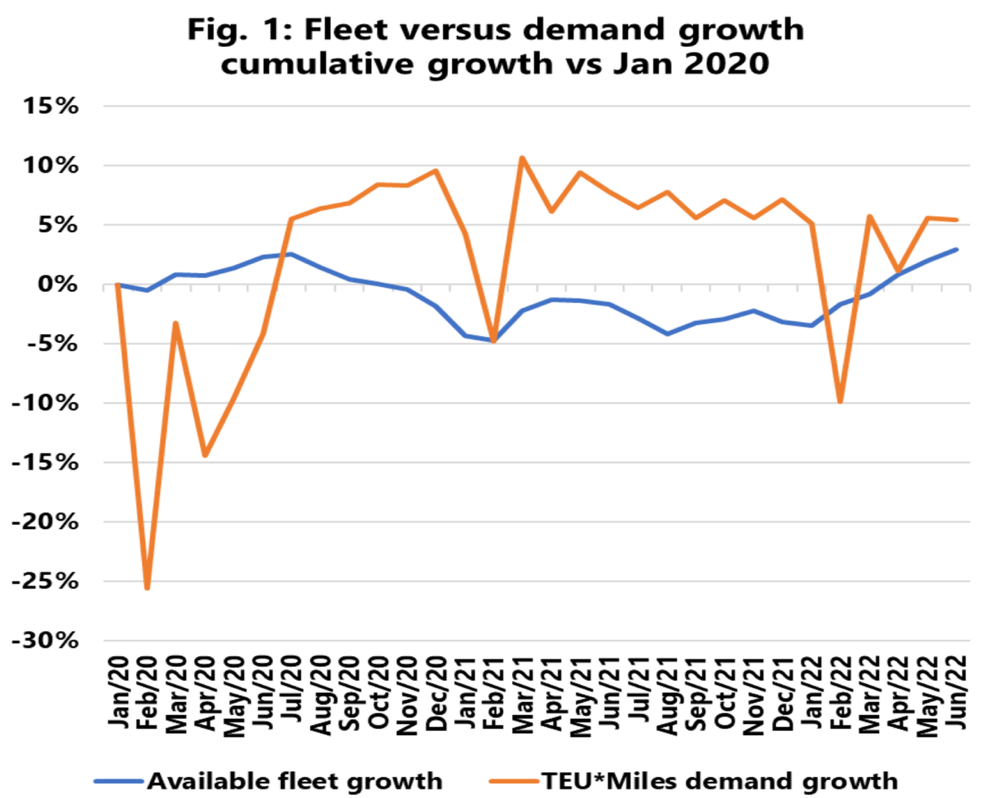 Fig. 1: Fleet versus demand growth
cumulative growth vs Jan 2020
15%
10%
5%
0%
-5%
-10%
-15%
-20%
-25%
-30%
Jan/20
Feb/20
Mar/20
Apr/20
May/20
Jun/20
Jul/20
Aug/20
Sep/20
Oct/20
Nov/20
Dec/20
Jan/21
Feb/21
Mar/21
Apr/21
May/21
Jun/21
Jul/21
Aug/21
Sep/21
Oct/21
Nov/21
Dec/21
Jan/22
Feb/22
Mar/22
Apr/22
May/22
Jun/22
Available fleet growth
TEU*Miles demand growth